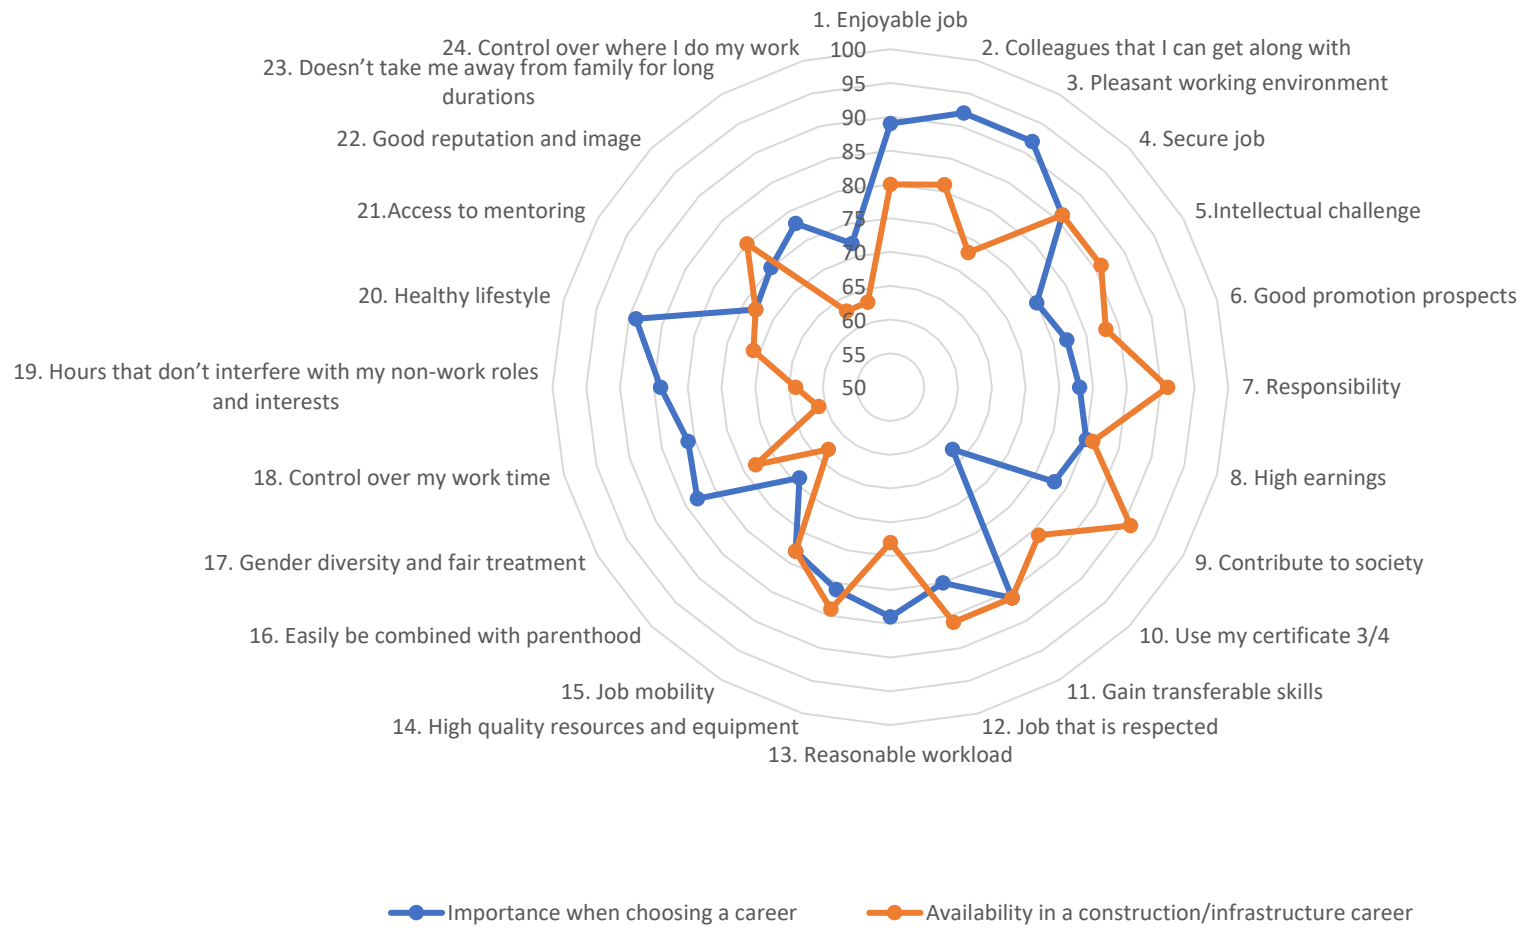 1. Enjoyable job
24. Control over where I do my work
2. Colleagues that I can get along with
23. Doesn’t take me away from family for long
durations
3. Pleasant working environment
22. Good reputation and image
4. Secure job
21.Access to mentoring
5.Intellectual challenge
20. Healthy lifestyle
6. Good promotion prospects
19. Hours that don’t interfere with my non-work roles
and interests
7. Responsibility
18. Control over my work time
8. High earnings
17. Gender diversity and fair treatment
9. Contribute to society
16. Easily be combined with parenthood
10. Use my certificate 3/4
15. Job mobility
11. Gain transferable skills
14. High quality resources and equipment
12. Job that is respected
13. Reasonable workload
100
95
90
85
80
75
70
65
60
55
50
Importance when choosing a career
Availability in a construction/infrastructure career